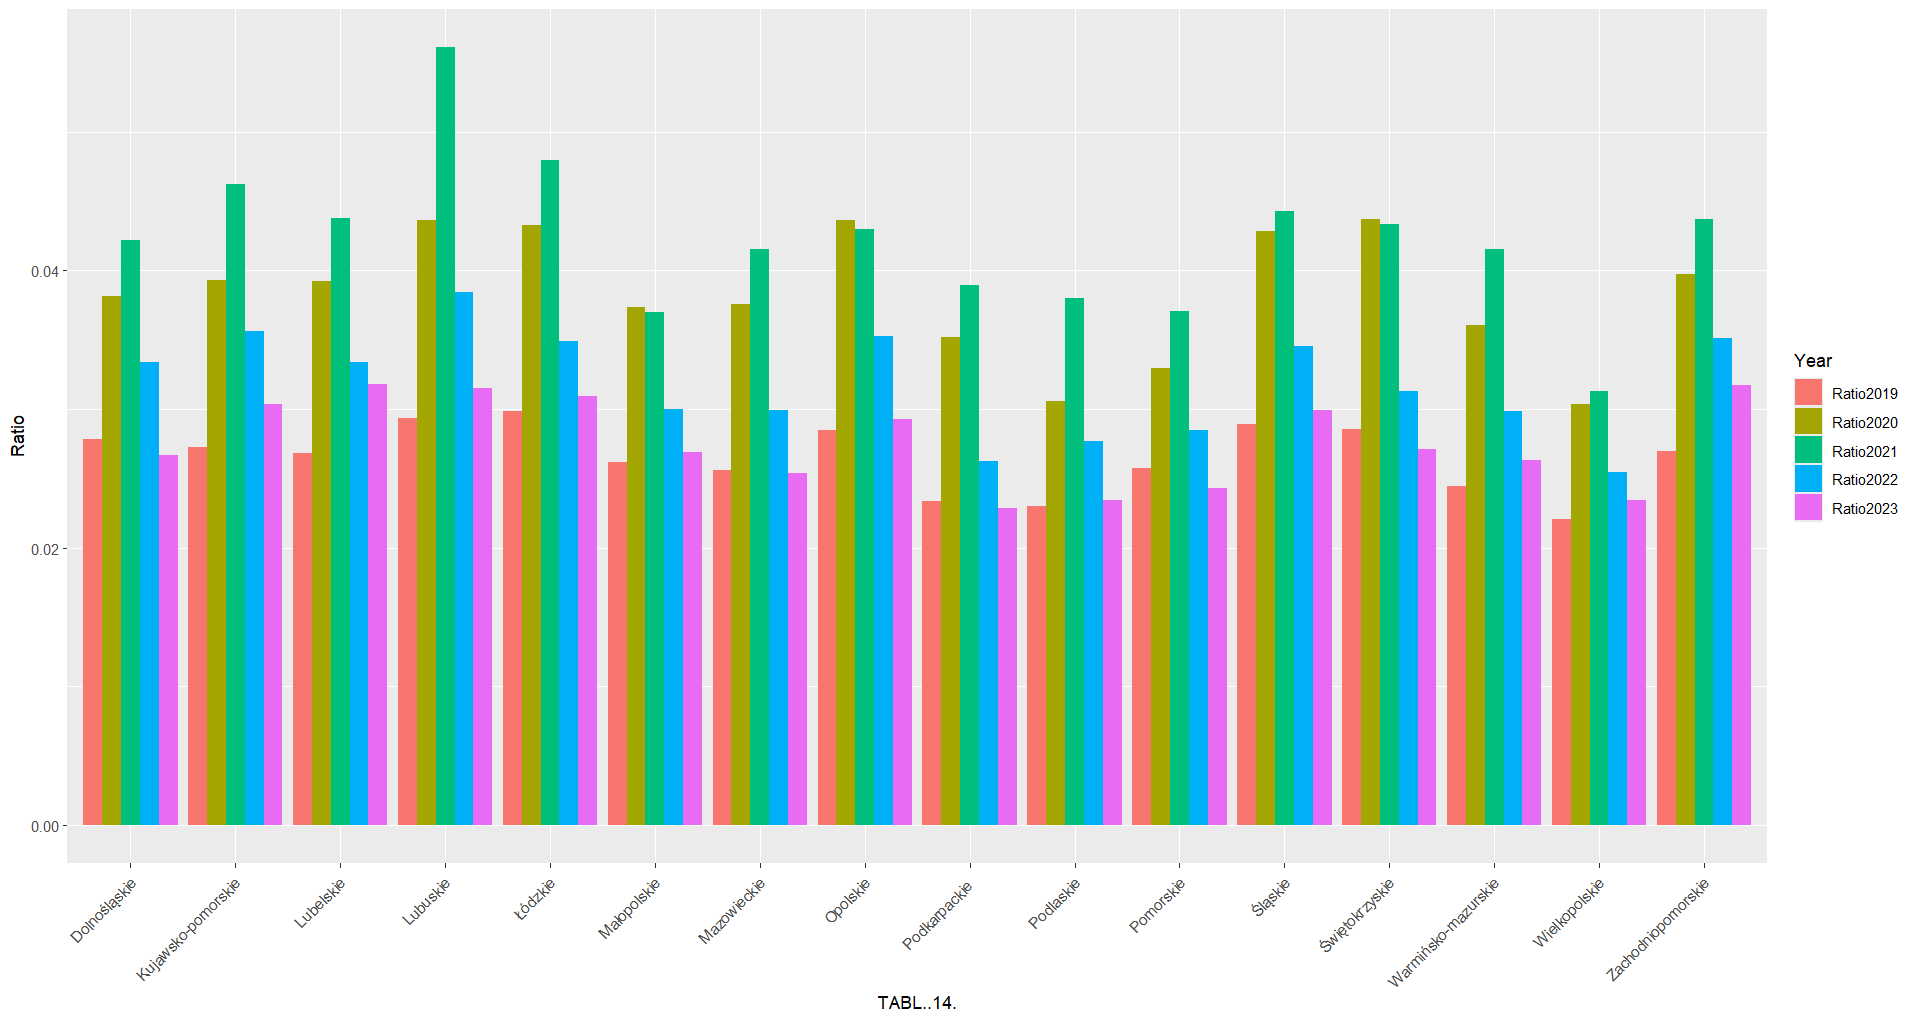 Ratio
0.04
0.02
0.00
Dolnośląskie
Kujawsko-pomorskie
Lubelskie
Lubuskie
Łódzkie
Małopolskie
Mazowieckie
Opolskie
Podkarpackie
Podlaskie
Pomorskie
Śląskie
Świętokrzyskie
Warmińsko-mazurskie
Wielkopolskie
Zachodniopomorskie
TABL..14.
Year
Ratio2019
Ratio2020
Ratio2021
Ratio2022
Ratio2023